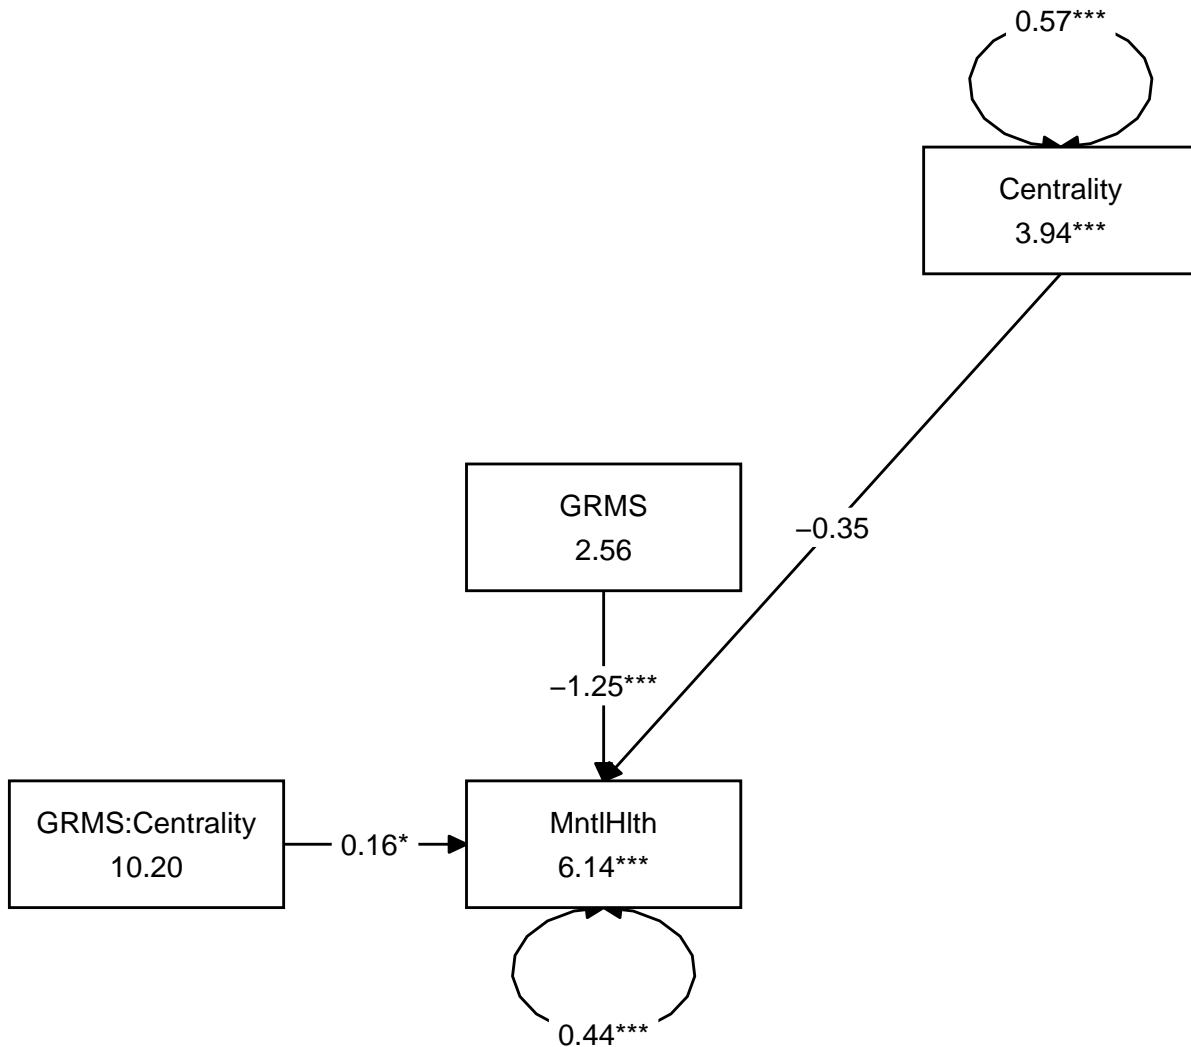 0.57***
Centrality
3.94***
GRMS
2.56
−0.35
−1.25***
GRMS:Centrality
10.20
0.16*
MntlHlth
6.14***
0.44***